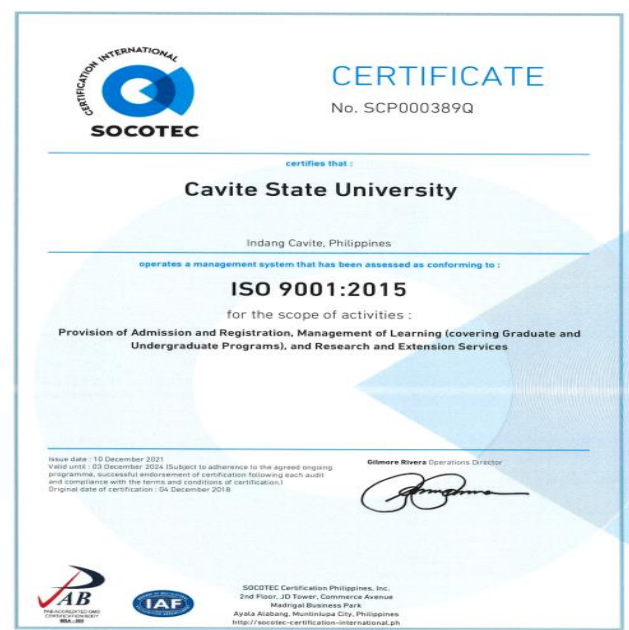 CERTIFICATION INTERNATIONAL
SOCOTEC
CERTIFICATE
No. SCP000389Q
certifies that :
Cavite State University
Indang Cavite, Philippines
operates a management system that has been assessed as conforming to :
ISO 9001:2015
for the scope of activities :
Provision of Admission and Registration, Management of Learning (covering Graduate and
Undergraduate Programs), and Research and Extension Services
Issue date : 10 December 2021
Valid until : 03 December 2024 (Subject to adherence to the agreed ongoing
programme, successful endorsement of certification following each audit
and compliance with the terms and conditions of certification.)
Original date of certification : 04 December 2018
Gilmore Rivera Operations Director
PAB
PAB ACCREDITED QMS
CERTIFICATION BODY
IAF
SOCOTEC Certification Philippines, Inc.
2nd Floor, JD Tower, Commerce Avenue
Madrigal Business Park
Ayala Alabang, Muntinlupa City, Philippines
http://socotec-certification-international.ph